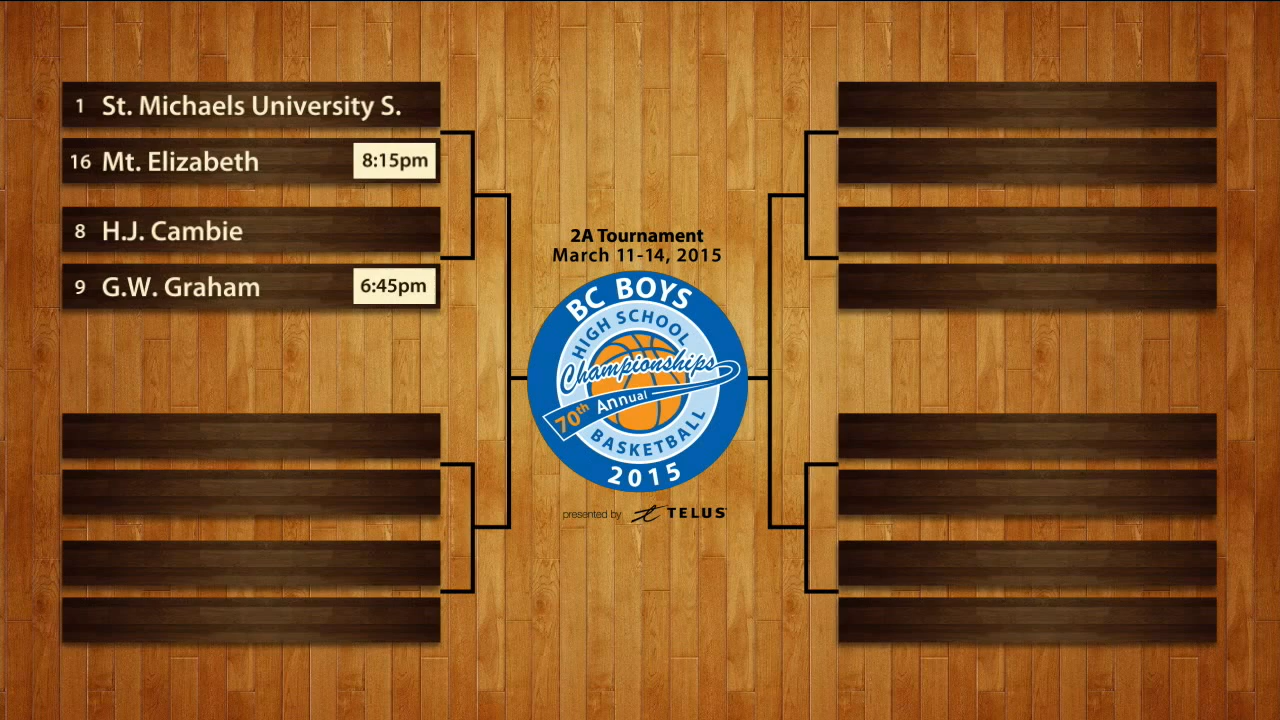 1 St. Michaels University S.
16 Mt. Elizabeth 8:15pm
8 H.J. Cambie
9 G.W. Graham 6:45pm
2A Tournament
March 11-14, 2015
BC BOYS
HIGH SCHOOL
Championships
70th Annual
BASKETBALL
2015
presented by TELUS